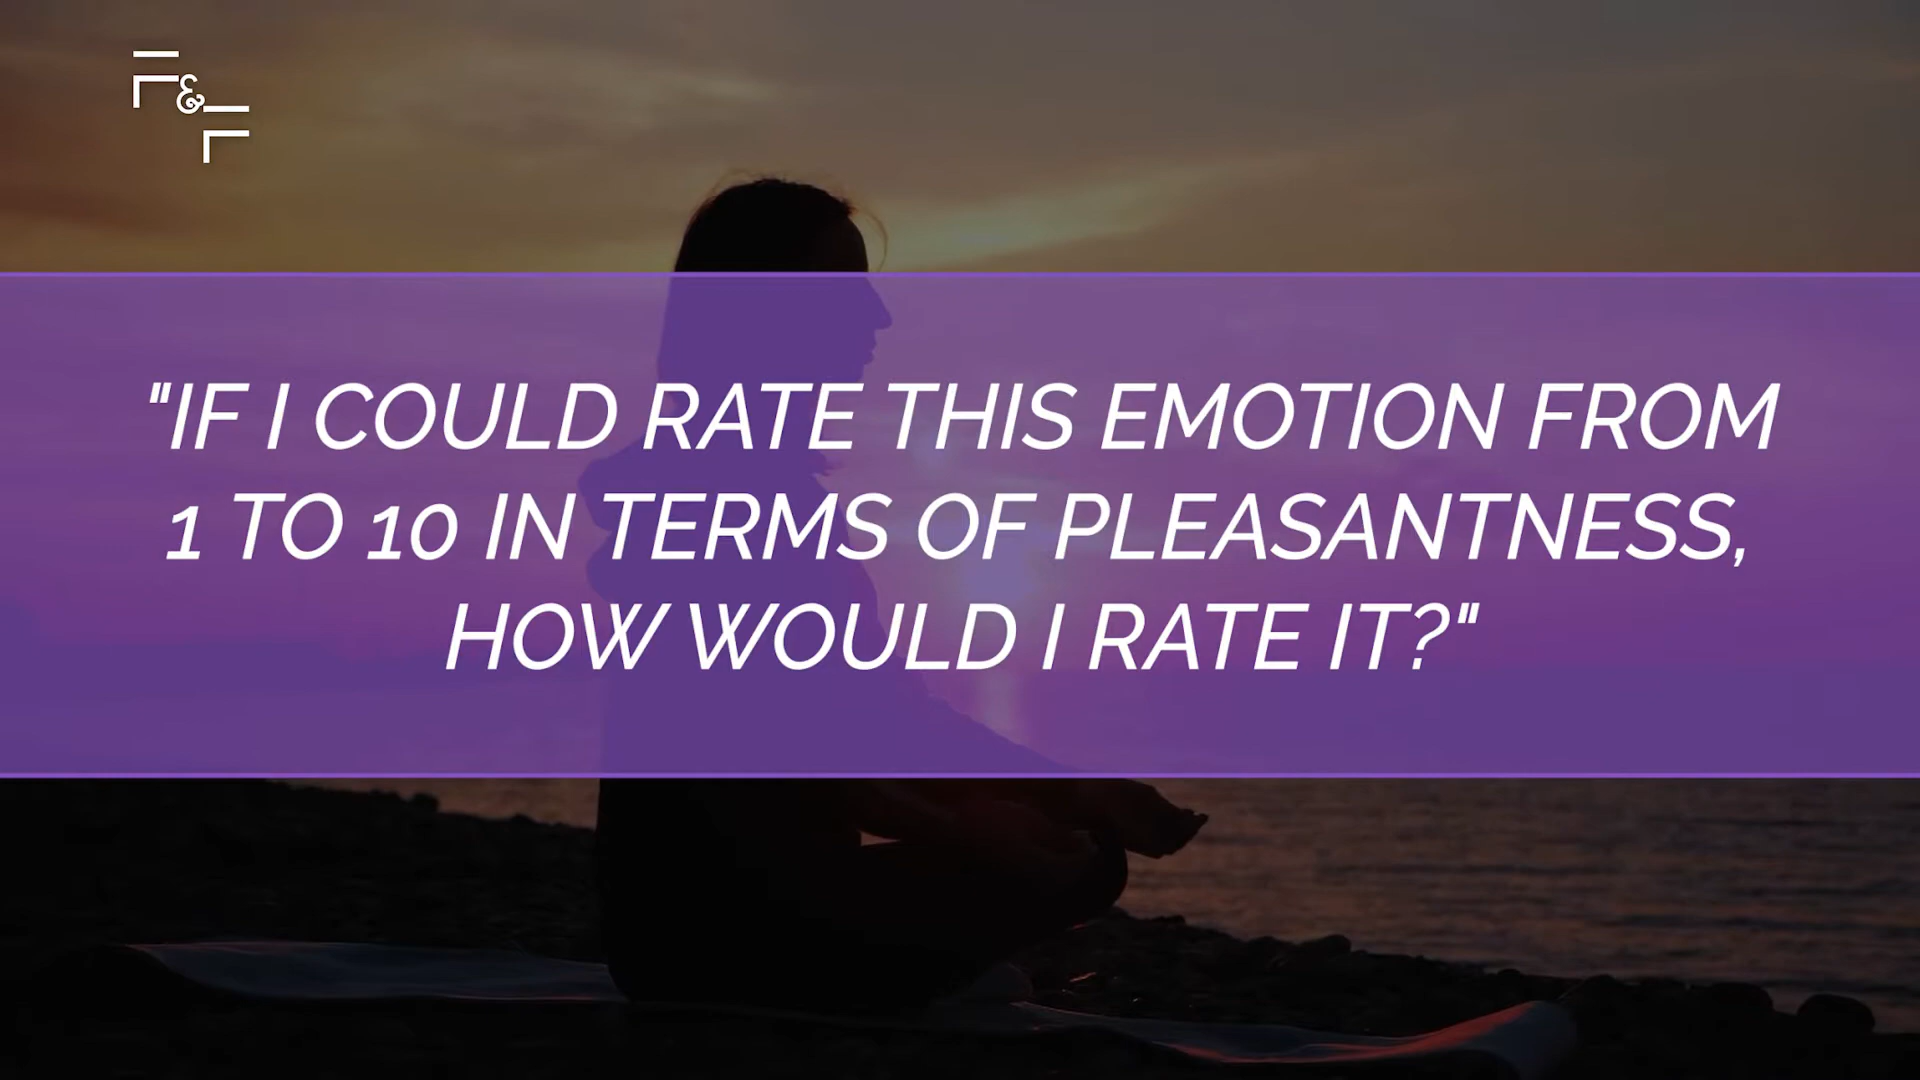 F&F
"IF I COULD RATE THIS EMOTION FROM
1 TO 10 IN TERMS OF PLEASANTNESS,
HOW WOULD I RATE IT?"